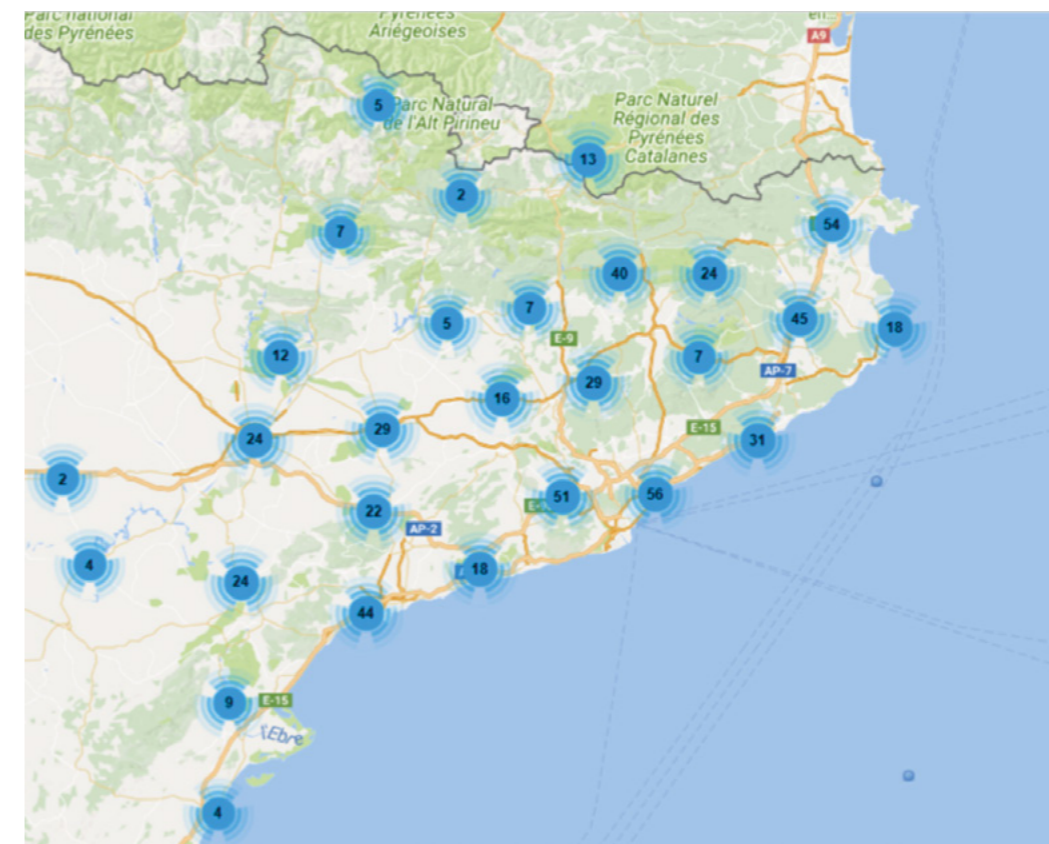 Parc national
des Pyrénées
Pyrénées
Ariégeoises
A9
5
Parc Natural
de l'Alt Pirineu
Parc Naturel
Régional des
Pyrénées
Catalanes
13
2
7
54
40
24
7
5
45
18
E-9
12
7
AP-7
29
16
29
24
E-15
31
2
51
56
22
AP-2
4
24
18
44
9
E-15
l'Ebre
4